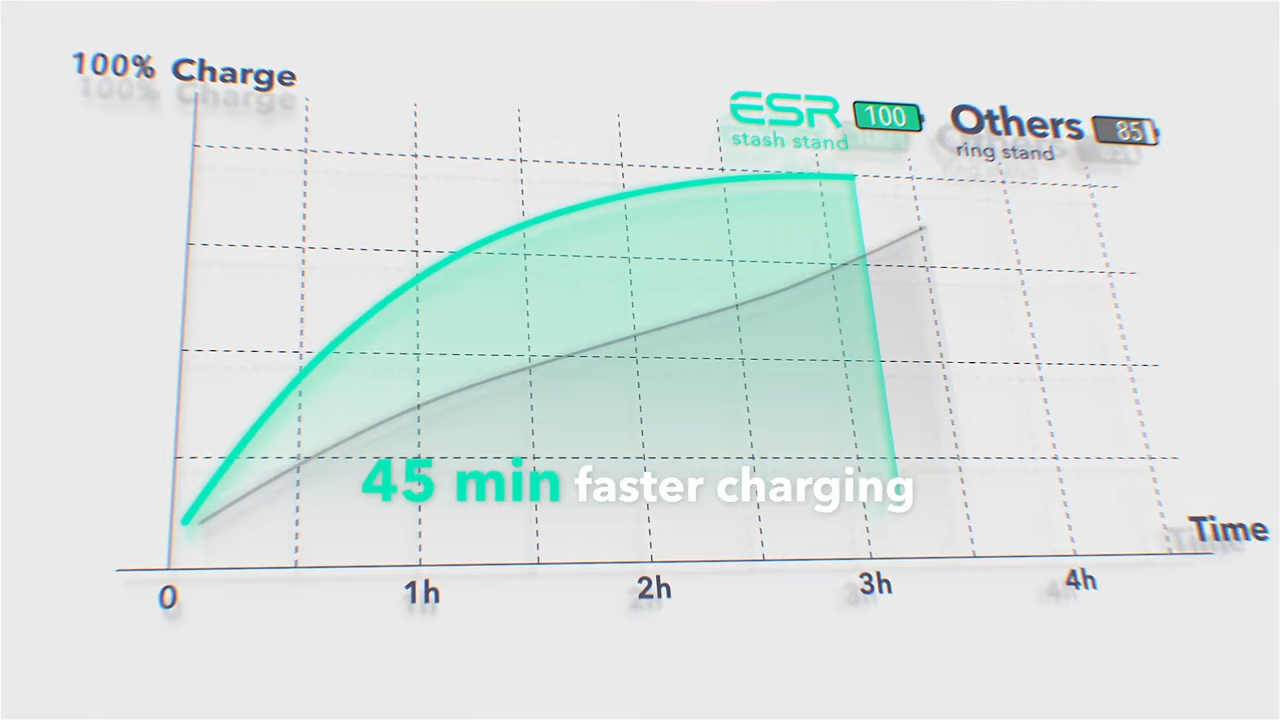 100% Charge
ESR 100 Others 85
stash stand ring stand
45 min faster charging
Time
0 1h 2h 3h 4h